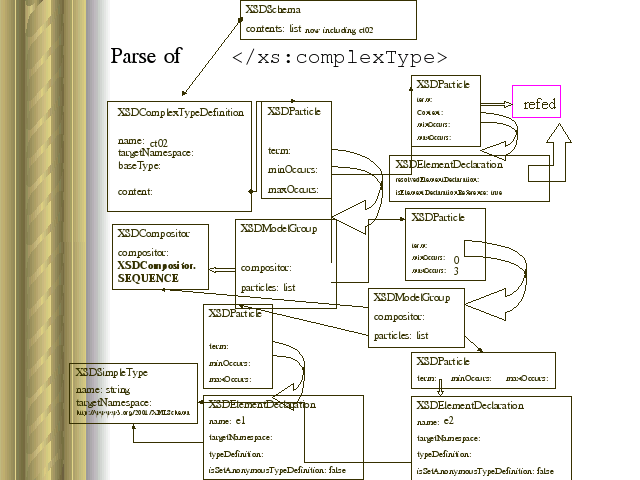 XSDSchema
contents: list now including ct02
Parse of </xs:complexType>
XSDComplexTypeDefinition
name: ct02
targetNamespace:
baseType:
content:
XSDParticle
term:
minOccurs:
maxOccurs:
XSDParticle
term:
Context:
minOccurs:
maxOccurs:
refed
XSDElementDeclaration
resolvedElementDeclaration:
isElementDeclarationReference: true
XSDCompositor
compositor:
XSDCompositor.
SEQUENCE
XSDModelGroup
compositor:
particles: list
XSDParticle
term:
minOccurs: 0
maxOccurs: 3
XSDModelGroup
compositor:
particles: list
XSDParticle
term:
minOccurs:
maxOccurs:
XSDParticle
term: minOccurs: maxOccurs:
XSDSimpleType
name: string
targetNamespace:
http://www.w3.org/2001/XMLSchema
XSDElementDeclaration
name: e1
targetNamespace:
typeDefinition:
isSetAnonymousTypeDefinition: false
XSDElementDeclaration
name: e2
targetNamespace:
typeDefinition:
isSetAnonymousTypeDefinition: false